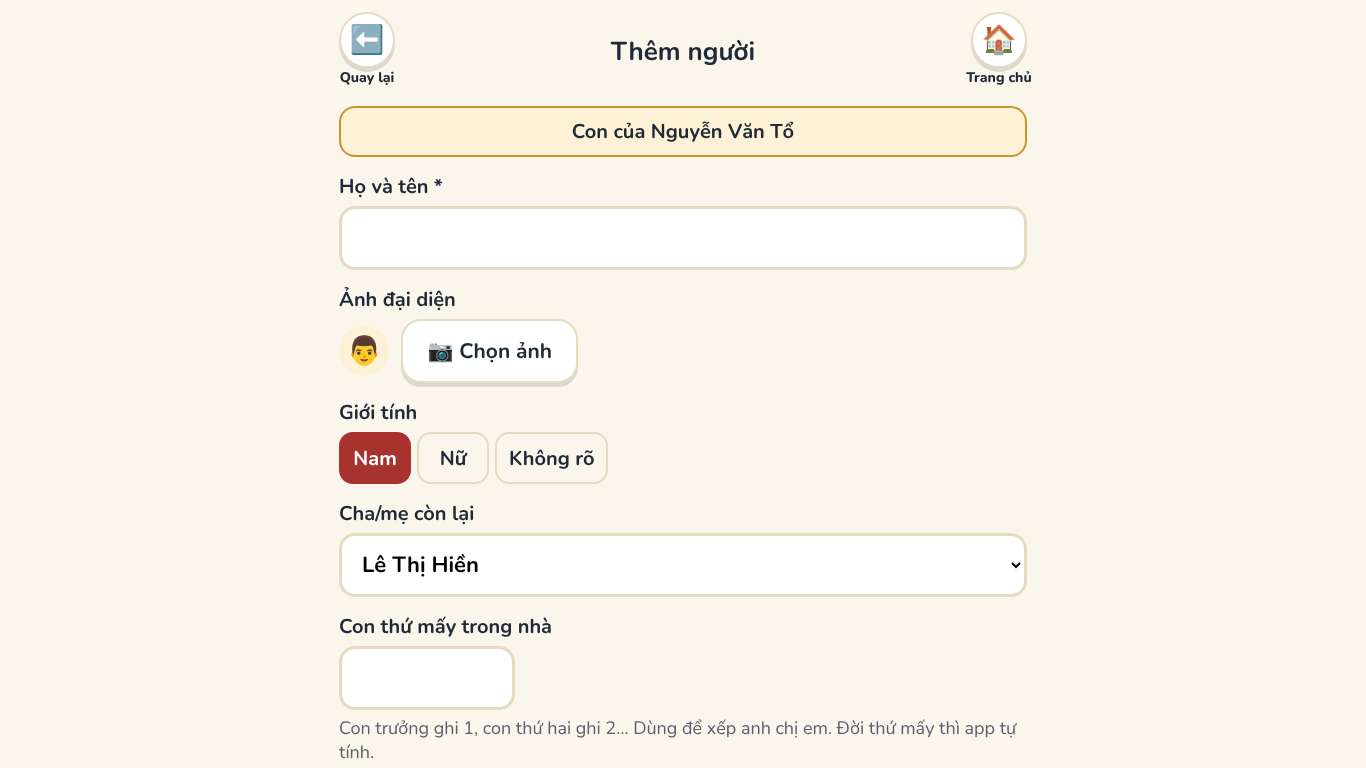 Quay lại
Thêm người
Trang chủ
Con của Nguyễn Văn Tổ
Họ và tên *
Ảnh đại diện
Chọn ảnh
Giới tính
Nam
Nữ
Không rõ
Cha/mẹ còn lại
Lê Thị Hiền
Con thứ mấy trong nhà
Con trưởng ghi 1, con thứ hai ghi 2... Dùng để xếp anh chị em. Đời thứ mấy thì app tự
tính.